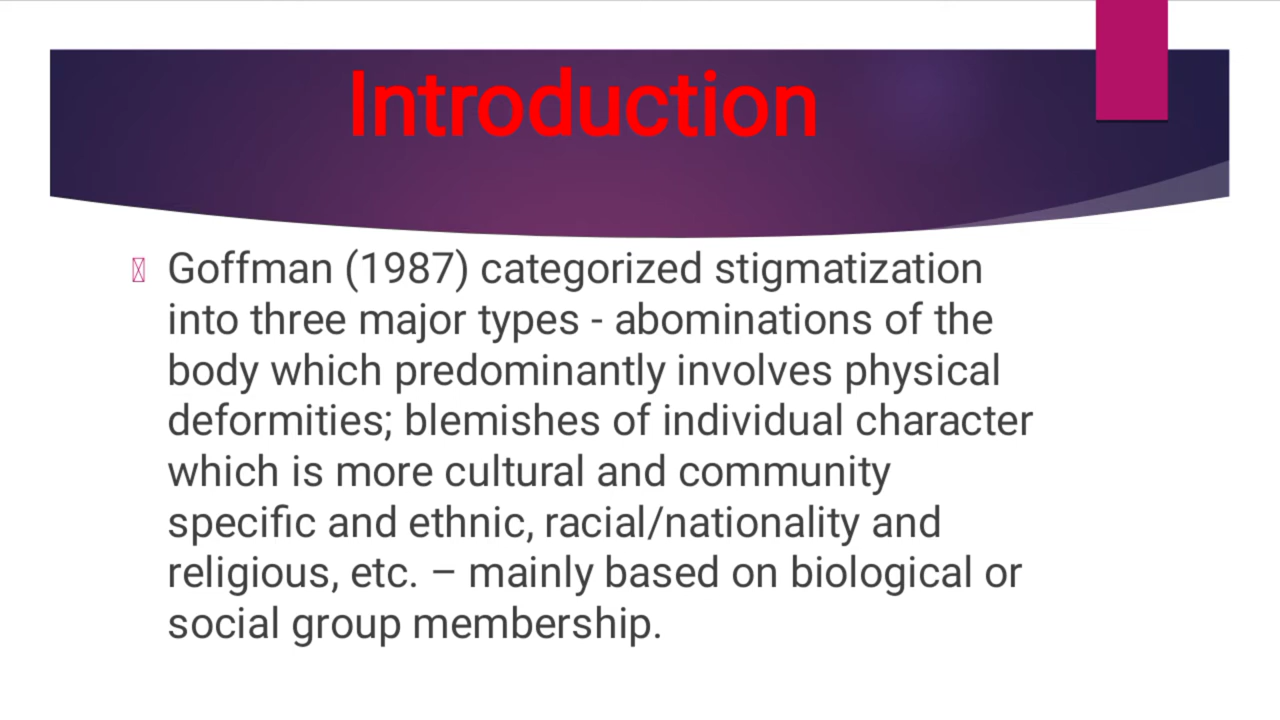 Introduction
Goffman (1987) categorized stigmatization
into three major types - abominations of the
body which predominantly involves physical
deformities; blemishes of individual character
which is more cultural and community
specific and ethnic, racial/nationality and
religious, etc. – mainly based on biological or
social group membership.